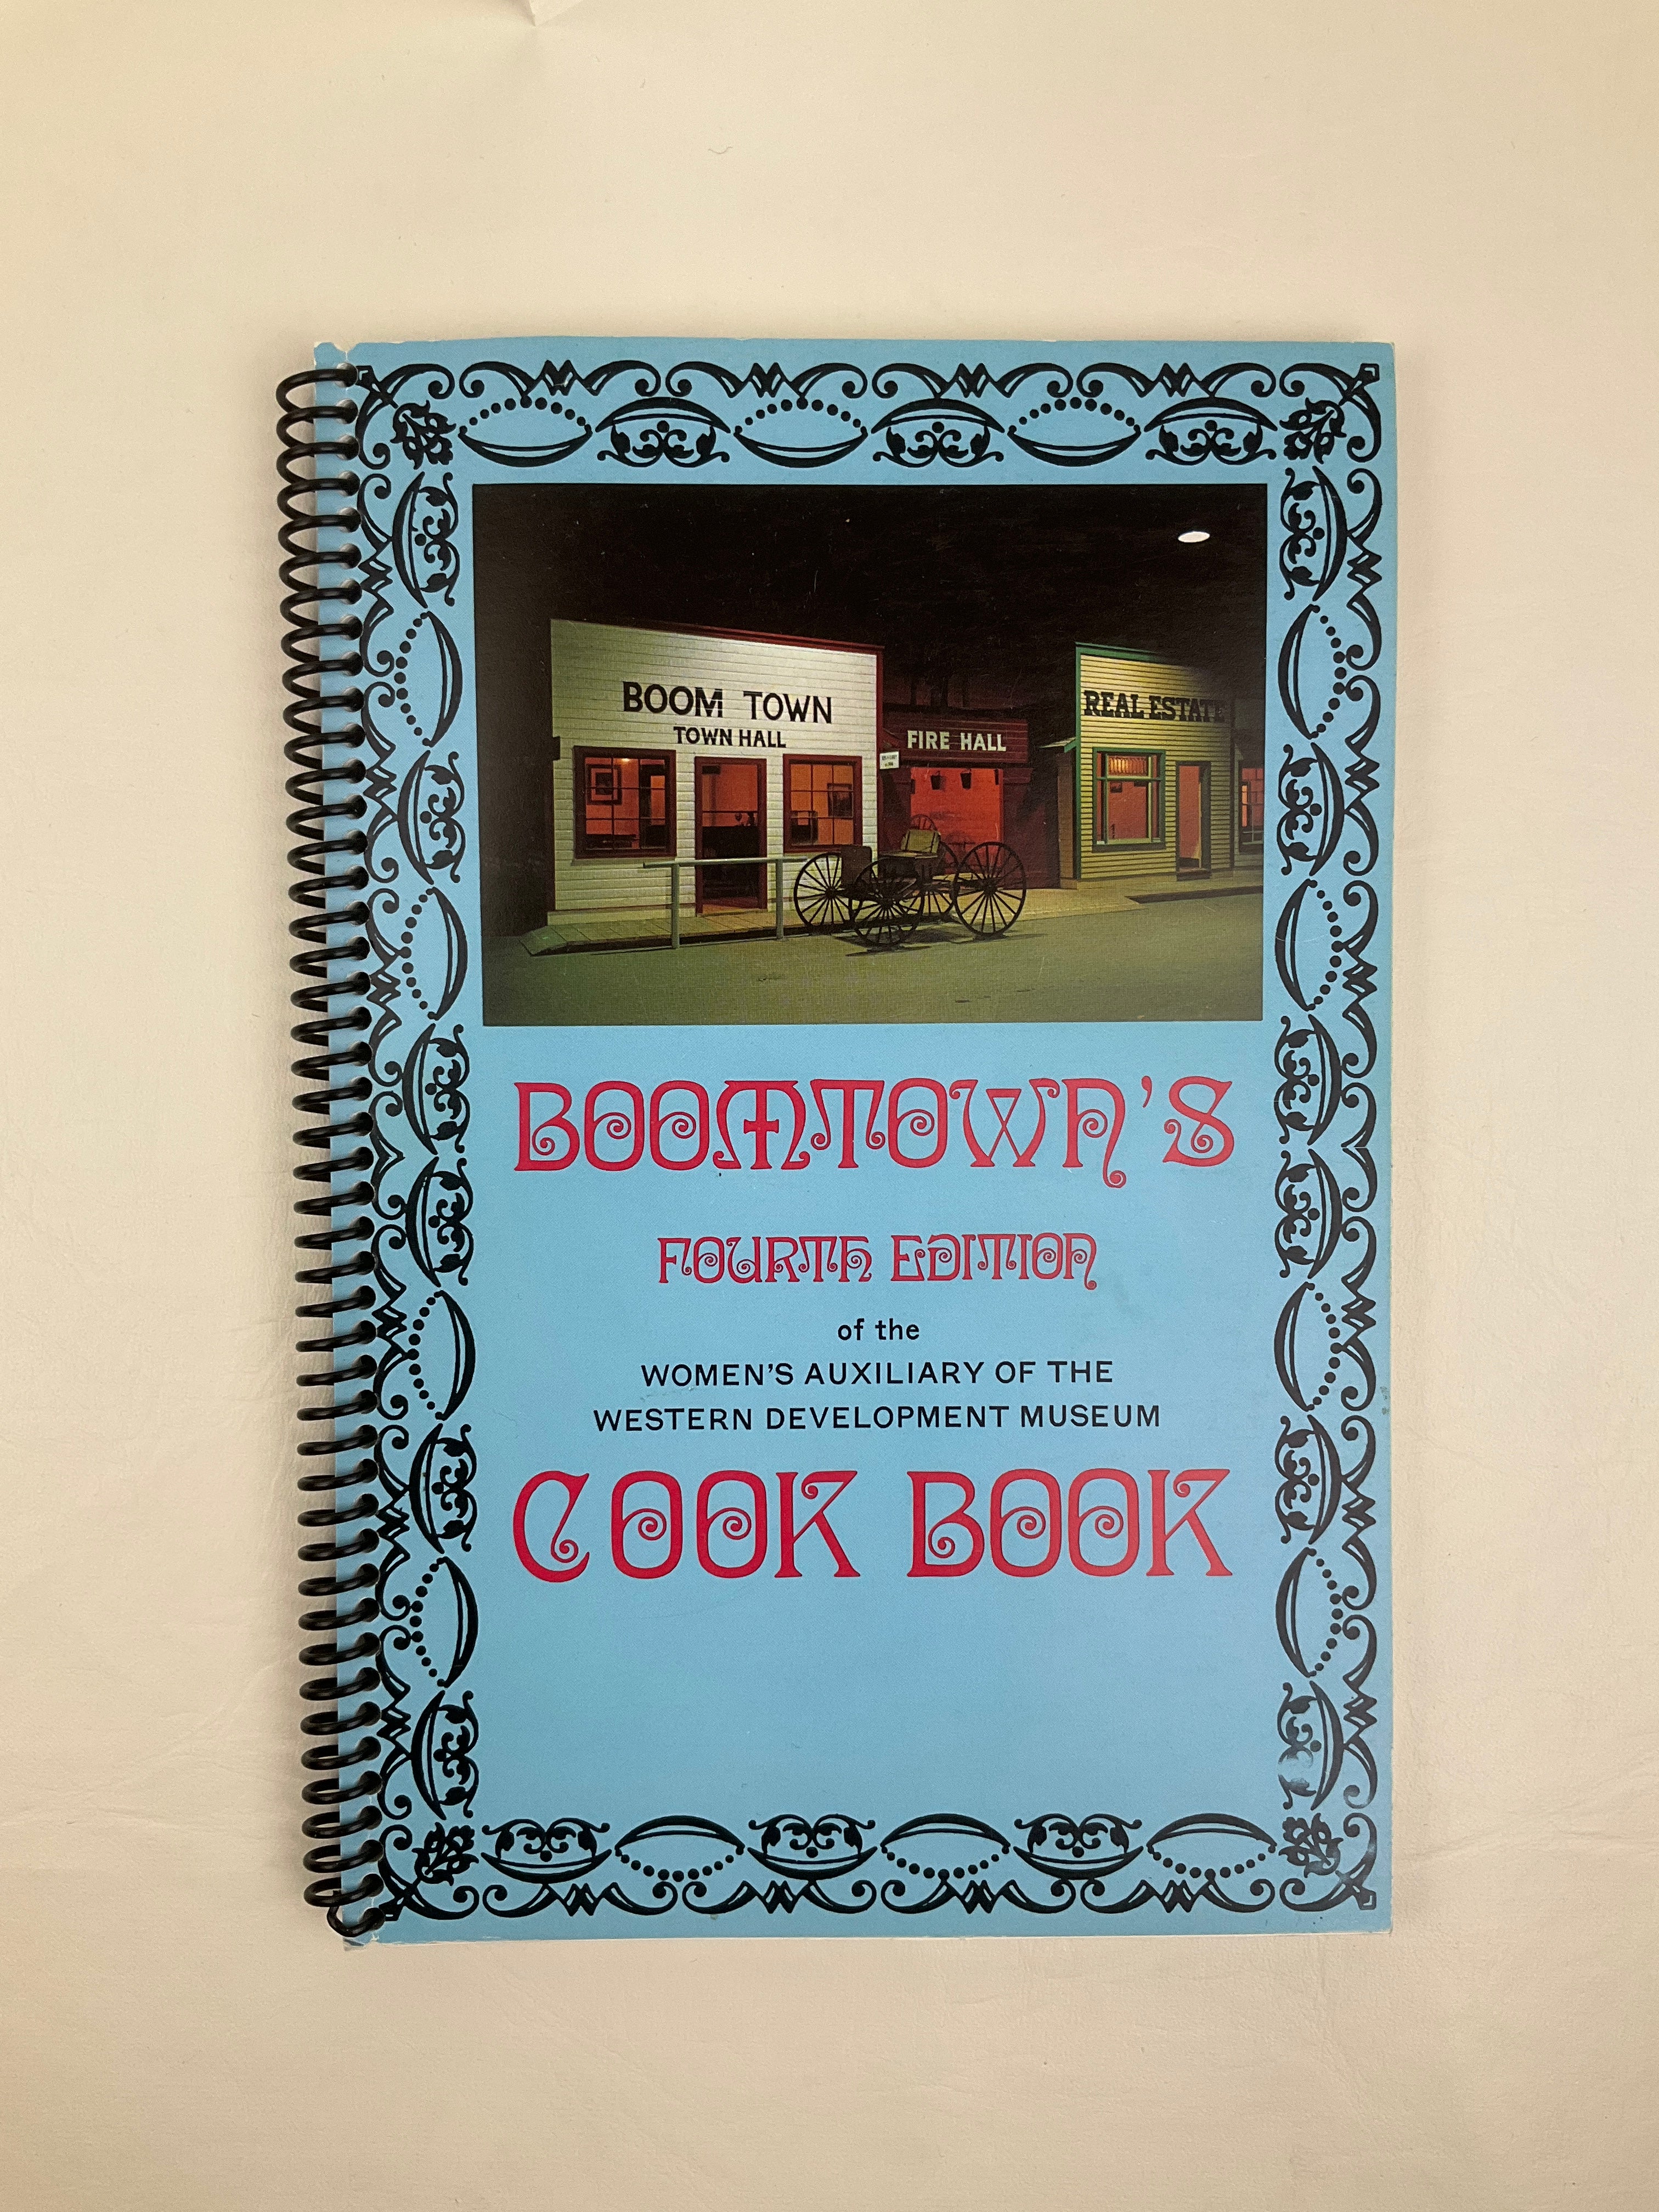 BOOM TOWN
TOWN HALL
FIRE HALL
REAL ESTATE
BOOMTOWN'S
FOURTH EDITION
of the
WOMEN'S AUXILIARY OF THE
WESTERN DEVELOPMENT MUSEUM
COOK BOOK